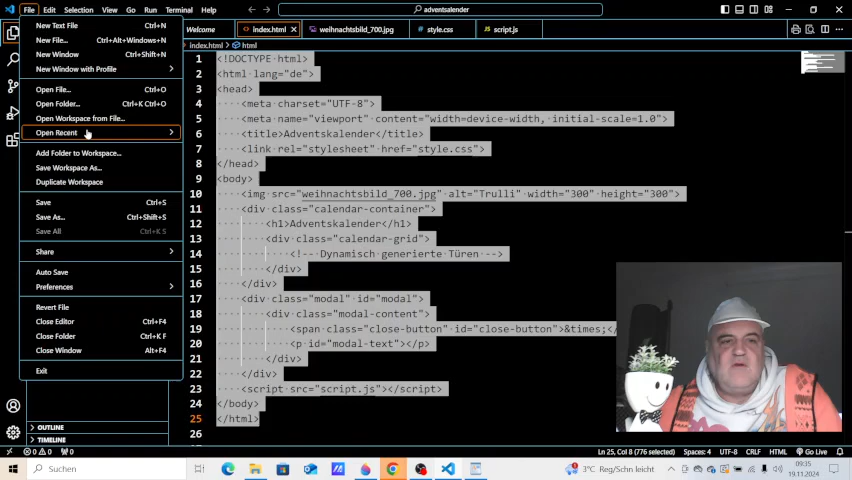 File Edit Selection View Go Run Terminal Help
adventsalender
Welcome
index.html
weihnachtsbild_700.jpg
style.css
script.js
index.html > html
New Text File Ctrl+N
New File... Ctrl+Alt+Windows+N
New Window Ctrl+Shift+N
New Window with Profile
Open File... Ctrl+O
Open Folder... Ctrl+K Ctrl+O
Open Workspace from File...
Open Recent
Add Folder to Workspace...
Save Workspace As...
Duplicate Workspace
Save Ctrl+S
Save As... Ctrl+Shift+S
Save All Ctrl+K S
Share
Auto Save
Preferences
Revert File
Close Editor Ctrl+F4
Close Folder Ctrl+K F
Close Window Alt+F4
Exit
OUTLINE
TIMELINE
1 <!DOCTYPE html>
2 <html lang="de">
3 <head>
4 <meta charset="UTF-8">
5 <meta name="viewport" content="width=device-width, initial-scale=1.0">
6 <title>Adventskalender</title>
7 <link rel="stylesheet" href="style.css">
8 </head>
9 <body>
10 <img src="weihnachtsbild_700.jpg" alt="Trulli" width="300" height="300">
11 <div class="calendar-container">
12 <h1>Adventskalender</h1>
13 <div class="calendar-grid">
14 <!-- Dynamisch generierte Türen -->
15 </div>
16 </div>
17 <div class="modal" id="modal">
18 <div class="modal-content">
19 <span class="close-button" id="close-button">&times;</
20 <p id="modal-text"></p>
21 </div>
22 </div>
23 <script src="script.js"></script>
24 </body>
25 </html>
26
0 0 0
Ln 25, Col 8 (776 selected) Spaces: 4 UTF-8 CRLF HTML Go Live
Suchen
3°C Reg/Schn leicht
09:35
19.11.2024